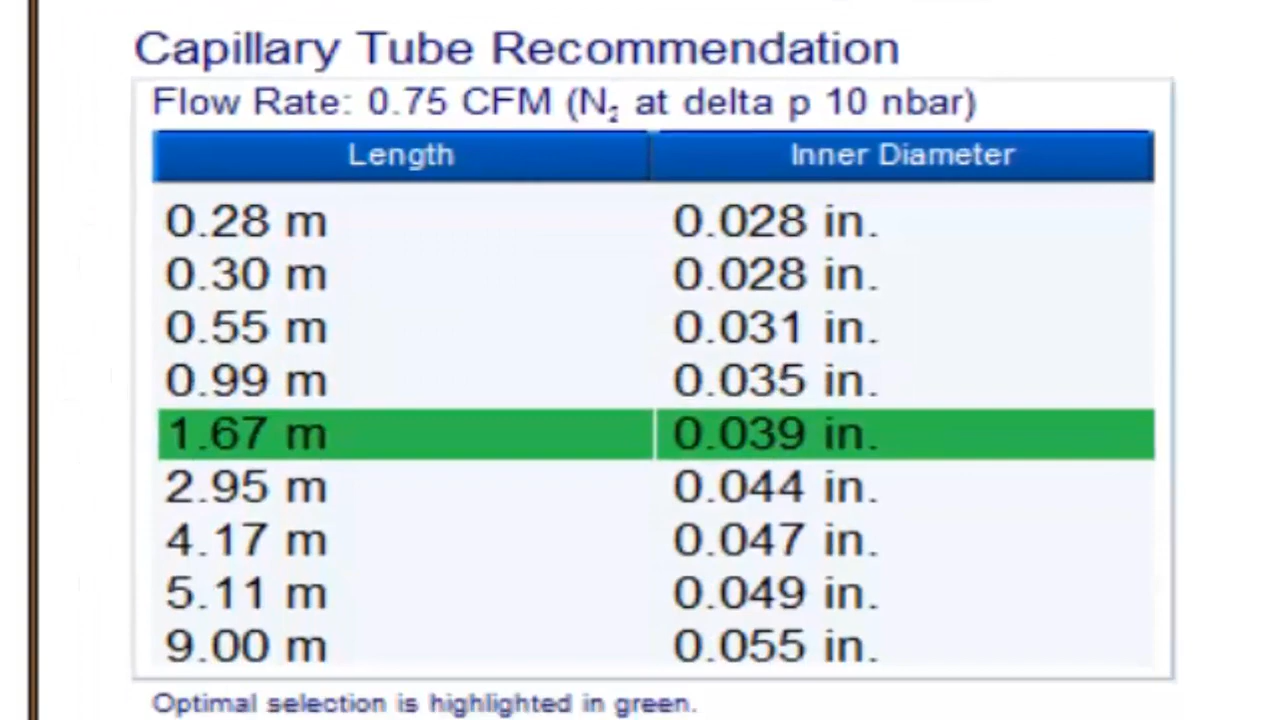 Capillary Tube Recommendation
Flow Rate: 0.75 CFM (N₂ at delta p 10 nbar)
Length Inner Diameter
0.28 m 0.028 in.
0.30 m 0.028 in.
0.55 m 0.031 in.
0.99 m 0.035 in.
1.67 m 0.039 in.
2.95 m 0.044 in.
4.17 m 0.047 in.
5.11 m 0.049 in.
9.00 m 0.055 in.
Optimal selection is highlighted in green.